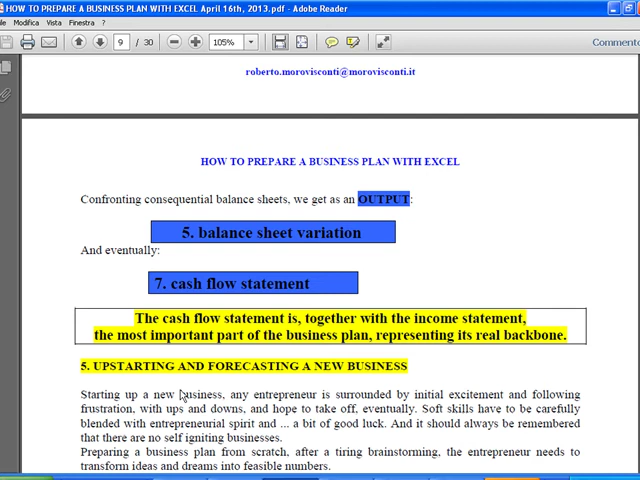 HOW TO PREPARE A BUSINESS PLAN WITH EXCEL April 16th, 2013.pdf - Adobe Reader
Modifica Vista Finestra ?
9 / 30 105% Comment
roberto.morovisconti@morovisconti.it
HOW TO PREPARE A BUSINESS PLAN WITH EXCEL
Confronting consequential balance sheets, we get as an OUTPUT:
5. balance sheet variation
And eventually:
7. cash flow statement
The cash flow statement is, together with the income statement,
the most important part of the business plan, representing its real backbone.
5. UPSTARTING AND FORECASTING A NEW BUSINESS
Starting up a new business, any entrepreneur is surrounded by initial excitement and following
frustration, with ups and downs, and hope to take off, eventually. Soft skills have to be carefully
blended with entrepreneurial spirit and ... a bit of good luck. And it should always be remembered
that there are no self igniting businesses.
Preparing a business plan from scratch, after a tiring brainstorming, the entrepreneur needs to
transform ideas and dreams into feasible numbers.